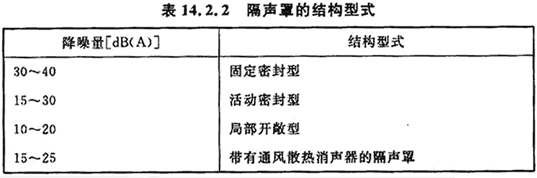 表 14.2.2 隔声罩的结构型式
降噪量[dB(A)] 结构型式
30～40 固定密封型
15～30 活动密封型
10～20 局部开敞型
15～25 带有通风散热消声器的隔声罩